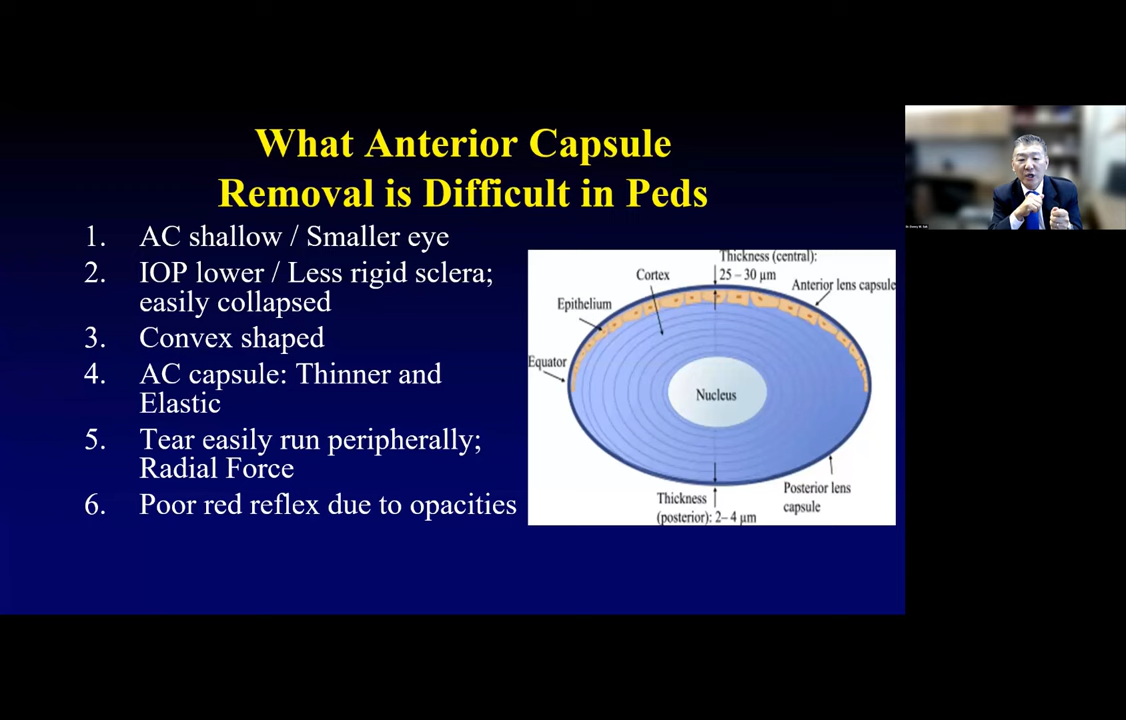 What Anterior Capsule
Removal is Difficult in Peds
1. AC shallow / Smaller eye
2. IOP lower / Less rigid sclera;
easily collapsed
3. Convex shaped
4. AC capsule: Thinner and
Elastic
5. Tear easily run peripherally;
Radial Force
6. Poor red reflex due to opacities
Thickness (central):
25 – 30 µm
Cortex
Anterior lens capsule
Epithelium
Equator
Nucleus
Posterior lens
capsule
Thickness
(posterior): 2– 4 µm